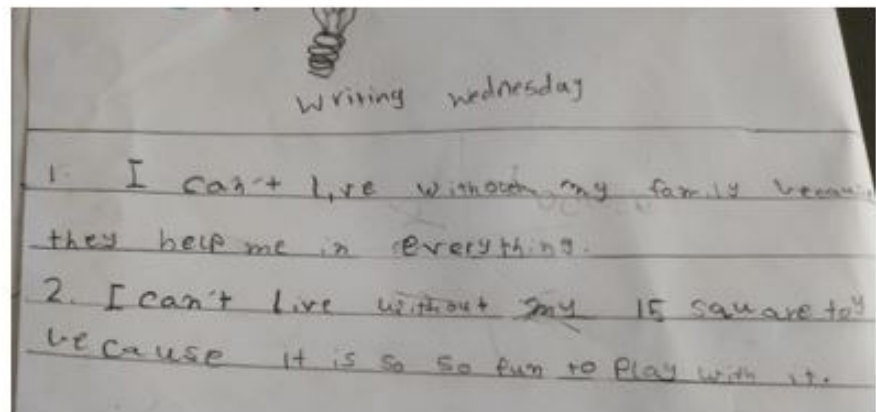 Writing wednesday
1. I can't live without my family because
they help me in everything.
2. I can't live without my 15 square toy
because it is so so fun to play with it.